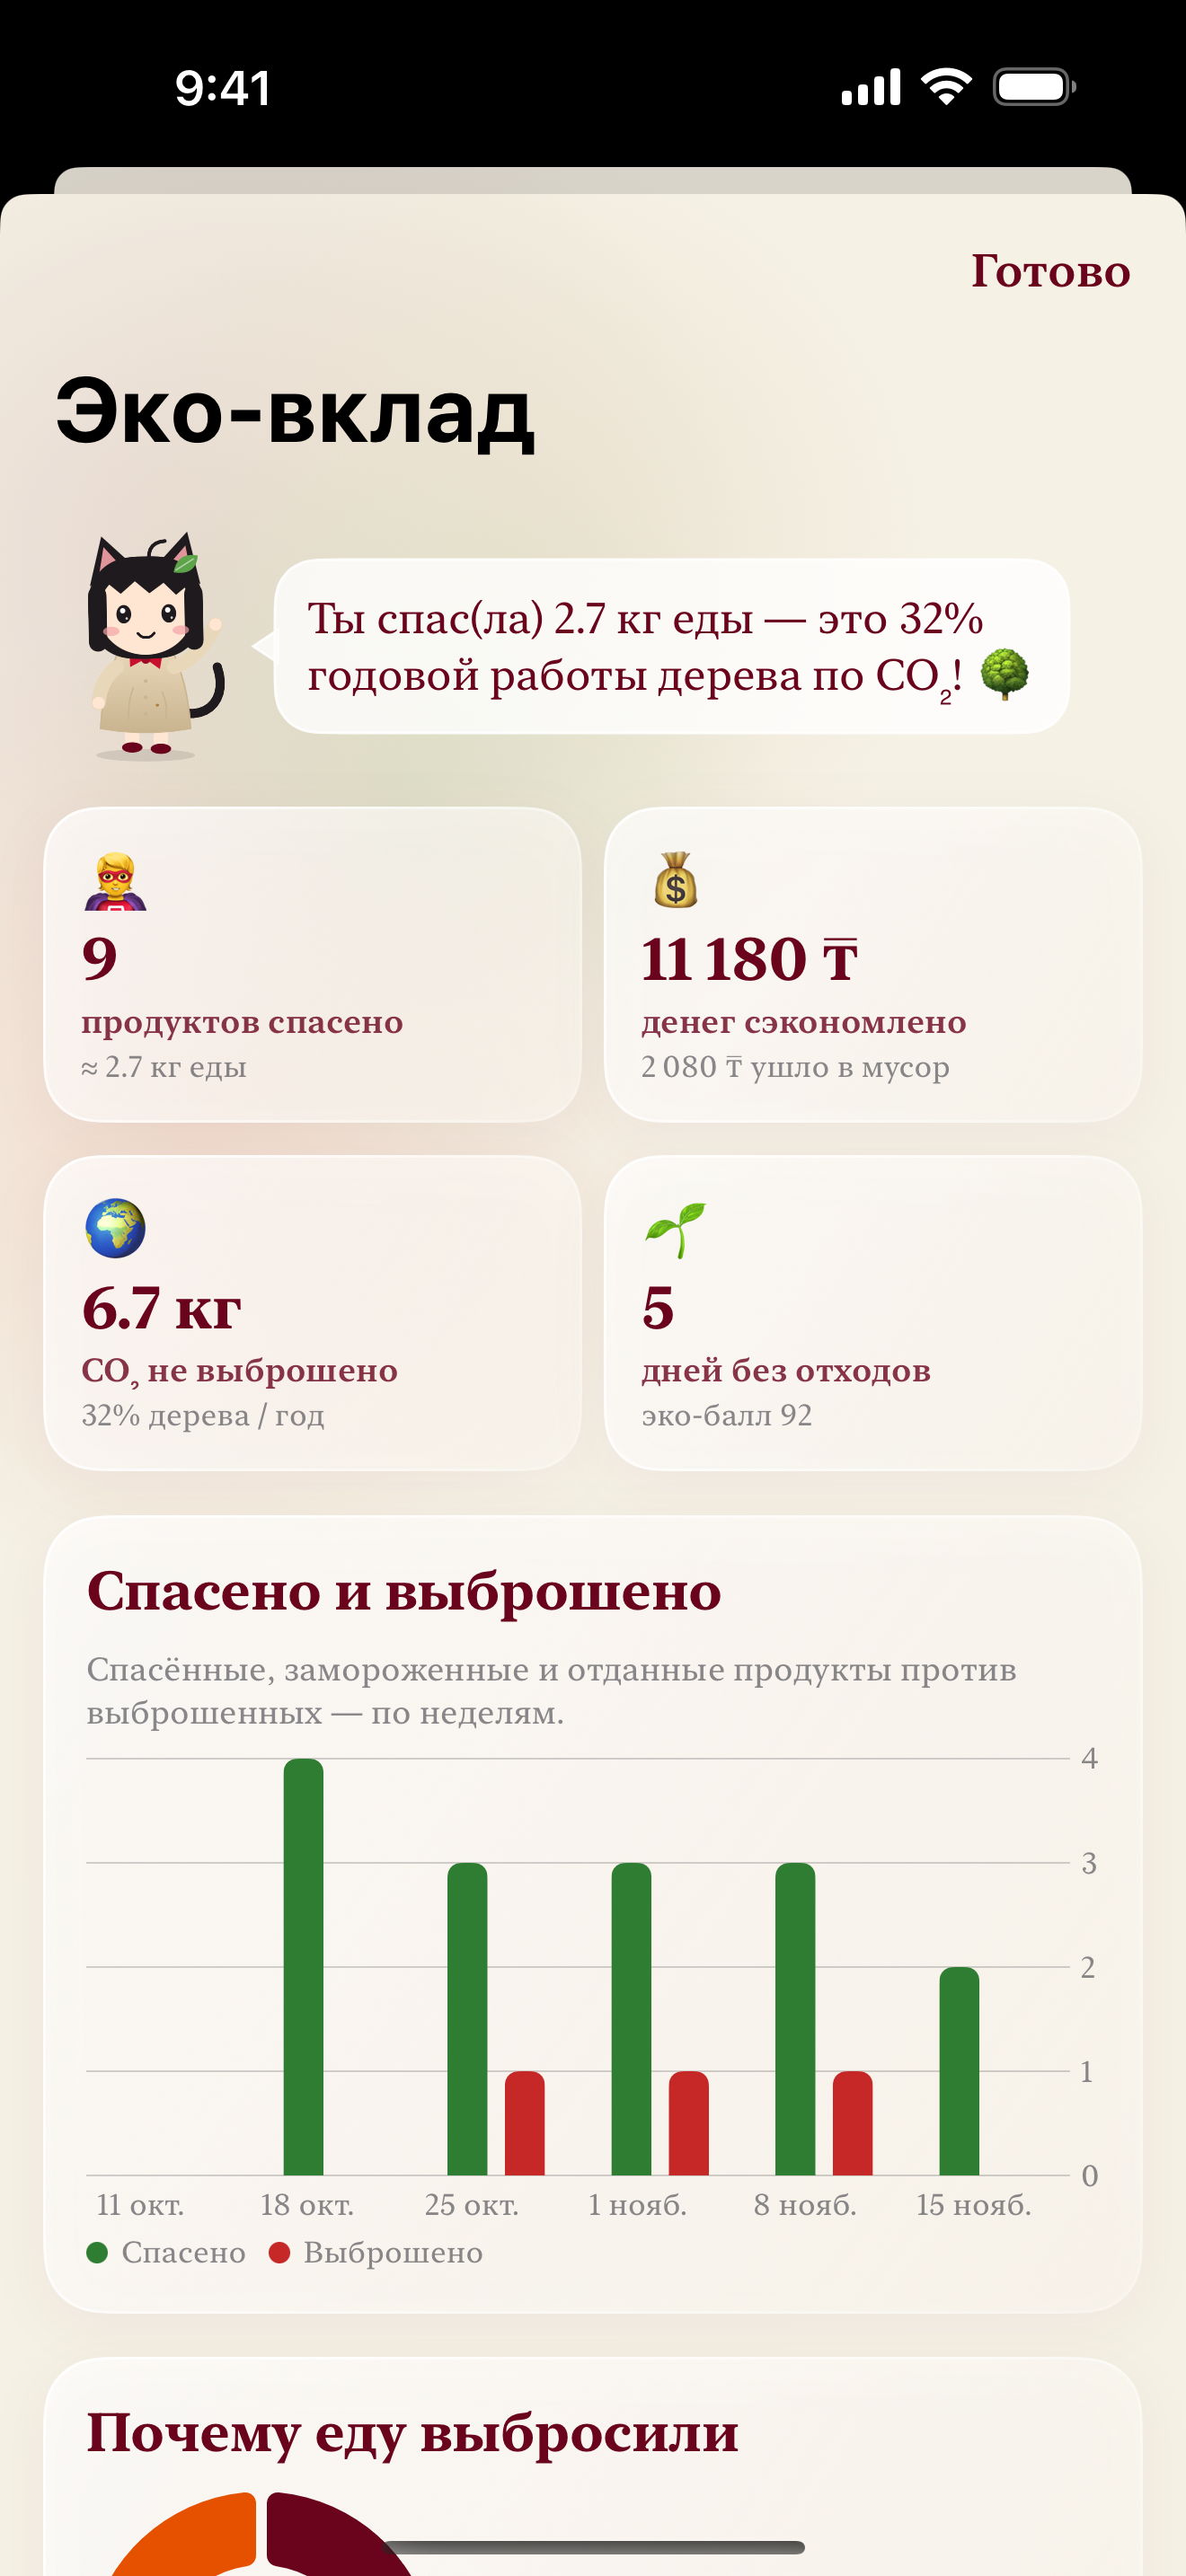 9:41
Готово
Эко-вклад
Ты спас(ла) 2.7 кг еды — это 32%
годовой работы дерева по CO₂! 🌳
9
продуктов спасено
≈ 2.7 кг еды
$
11 180 ₸
денег сэкономлено
2 080 ₸ ушло в мусор
6.7 кг
CO₂ не выброшено
32% дерева / год
5
дней без отходов
эко-балл 92
Спасено и выброшено
Спасённые, замороженные и отданные продукты против
выброшенных — по неделям.
4
3
2
1
0
11 окт. 18 окт. 25 окт. 1 нояб. 8 нояб. 15 нояб.
Спасено Выброшено
Почему еду выбросили